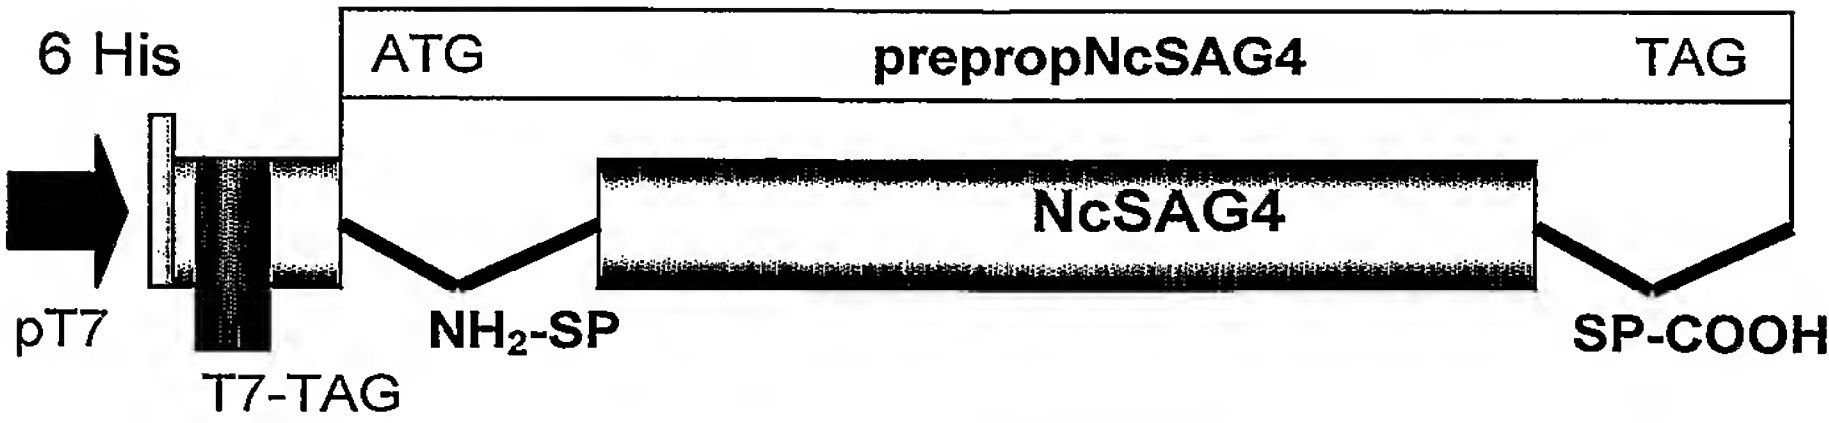 6 His
ATG
prepropNcSAG4
TAG
NcSAG4
pT7
NH₂-SP
SP-COOH
T7-TAG